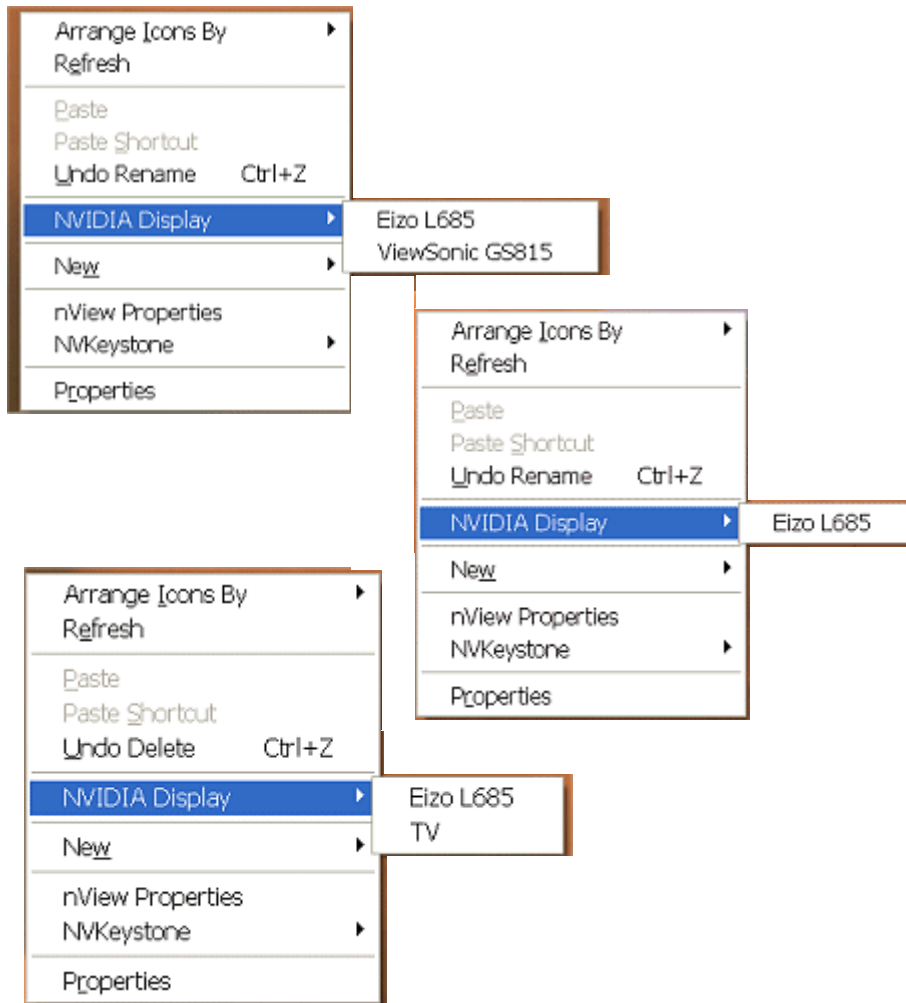 Arrange Icons By
Refresh
Paste
Paste Shortcut
Undo Rename Ctrl+Z
NVIDIA Display
Eizo L685
ViewSonic GS815
New
nView Properties
NVKeystone
Properties
Arrange Icons By
Refresh
Paste
Paste Shortcut
Undo Rename Ctrl+Z
NVIDIA Display
Eizo L685
New
nView Properties
NVKeystone
Properties
Arrange Icons By
Refresh
Paste
Paste Shortcut
Undo Delete Ctrl+Z
NVIDIA Display
Eizo L685
TV
New
nView Properties
NVKeystone
Properties